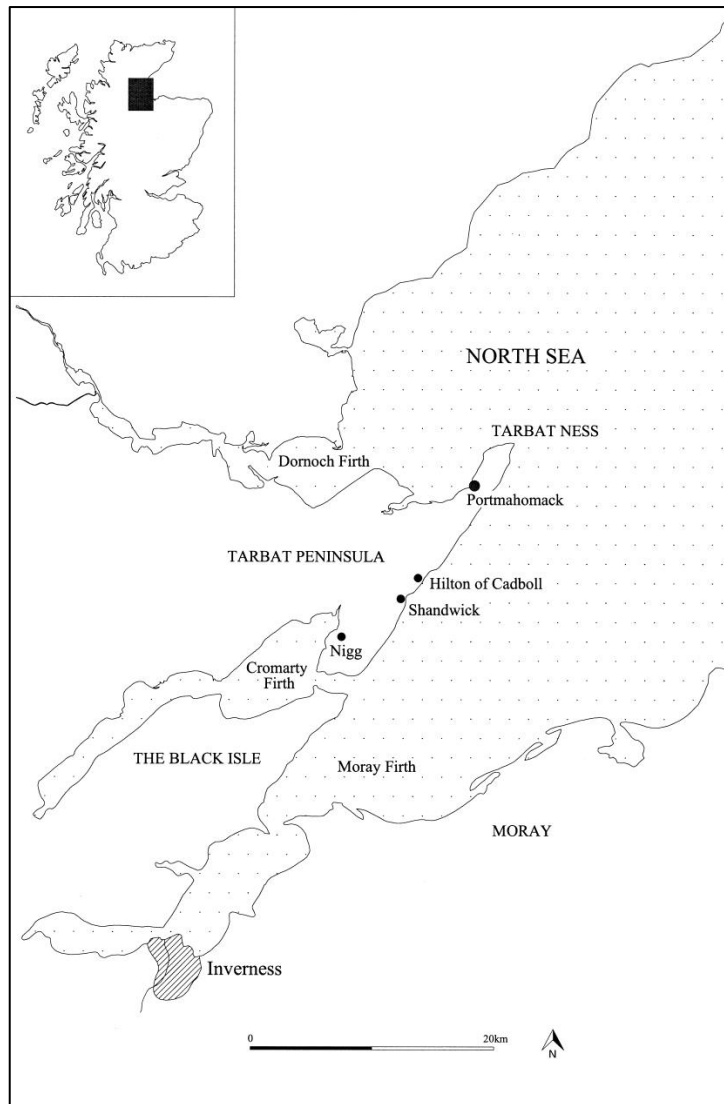 NORTH SEA
TARBAT NESS
Dornoch Firth
Portmahomack
TARBAT PENINSULA
Hilton of Cadboll
Shandwick
Nigg
Cromarty
Firth
THE BLACK ISLE
Moray Firth
MORAY
Inverness
0
20km
N